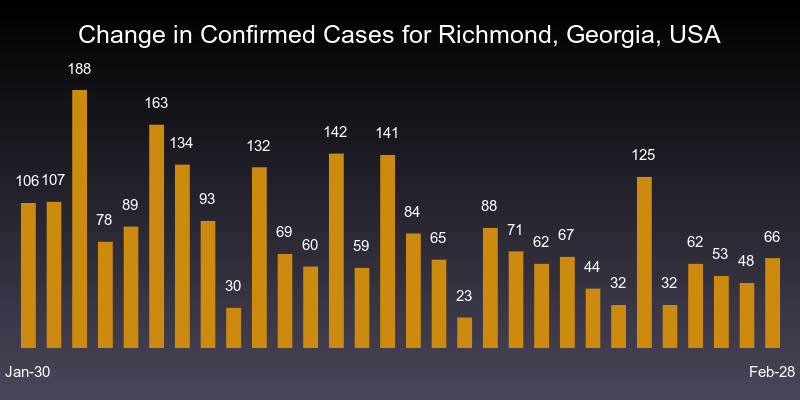 Change in Confirmed Cases for Richmond, Georgia, USA
106 107 188 78 89 163 134 93 30 132 69 60 142 59 141 84 65 23 88 71 62 67 44 32 125 32 62 53 48 66
Jan-30 Feb-28